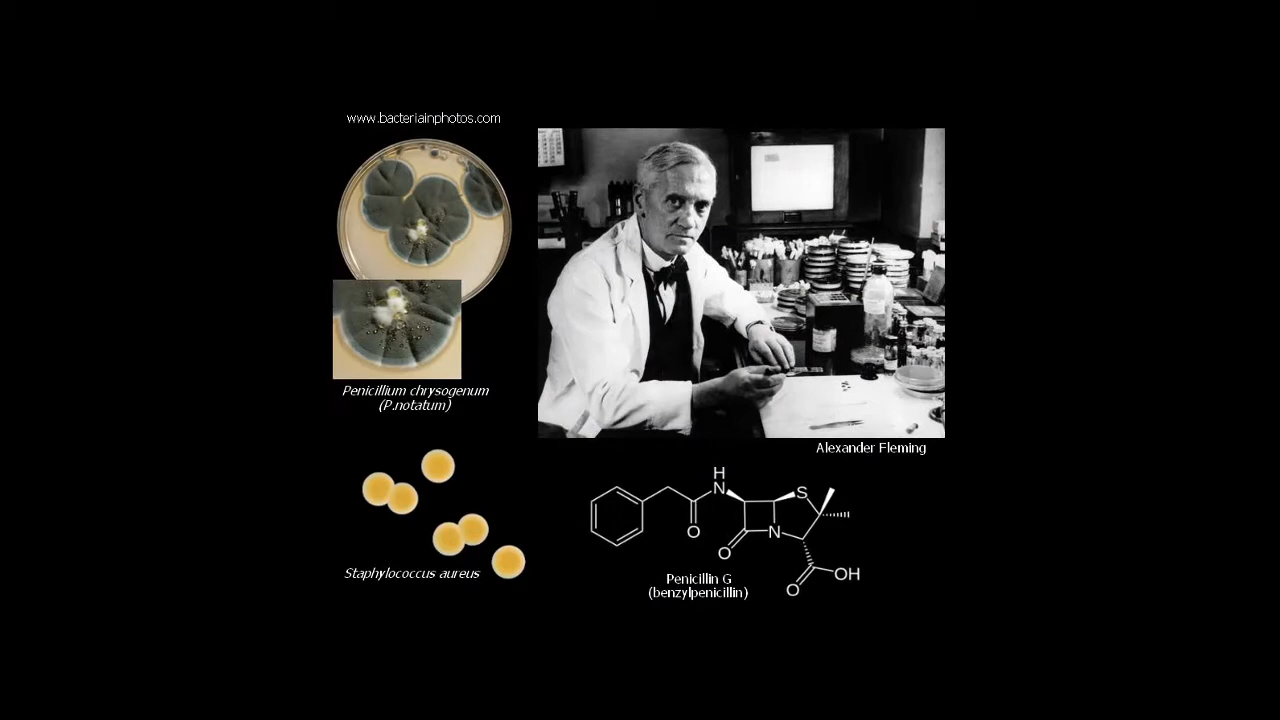 www.bacteriainphotos.com
Penicillium chrysogenum
(P.notatum)
Alexander Fleming
Staphylococcus aureus
H
N
O
O
N
S
O
OH
Penicillin G
(benzylpenicillin)